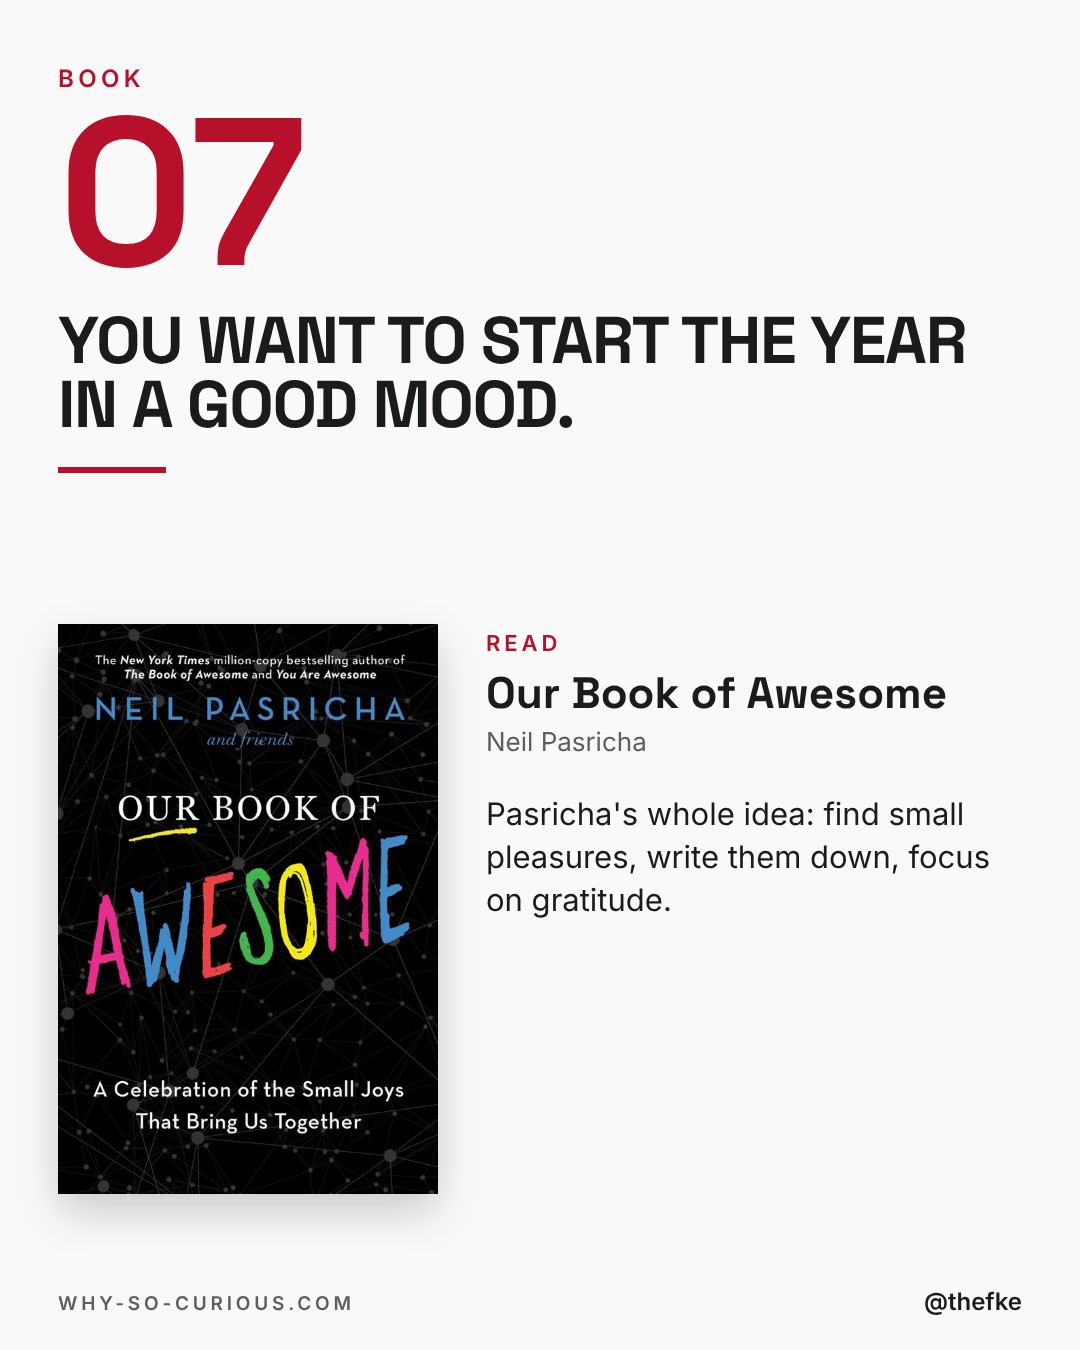 BOOK
07
YOU WANT TO START THE YEAR
IN A GOOD MOOD.
The New York Times million-copy bestselling author of
The Book of Awesome and You Are Awesome
NEIL PASRICHA
and friends
OUR BOOK OF
AWESOME
A Celebration of the Small Joys
That Bring Us Together
READ
Our Book of Awesome
Neil Pasricha
Pasricha's whole idea: find small
pleasures, write them down, focus
on gratitude.
WHY-SO-CURIOUS.COM
@thefke